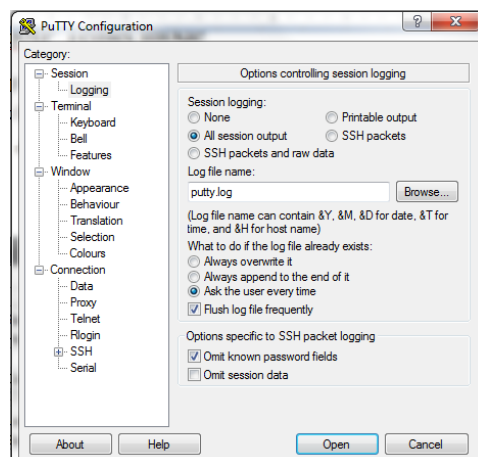 PuTTY Configuration
Category:
Session
Logging
Terminal
Keyboard
Bell
Features
Window
Appearance
Behaviour
Translation
Selection
Colours
Connection
Data
Proxy
Telnet
Rlogin
SSH
Serial
Options controlling session logging
Session logging:
None
Printable output
All session output
SSH packets
SSH packets and raw data
Log file name:
putty.log
Browse...
(Log file name can contain &Y, &M, &D for date, &T for
time, and &H for host name)
What to do if the log file already exists:
Always overwrite it
Always append to the end of it
Ask the user every time
Flush log file frequently
Options specific to SSH packet logging
Omit known password fields
Omit session data
About
Help
Open
Cancel